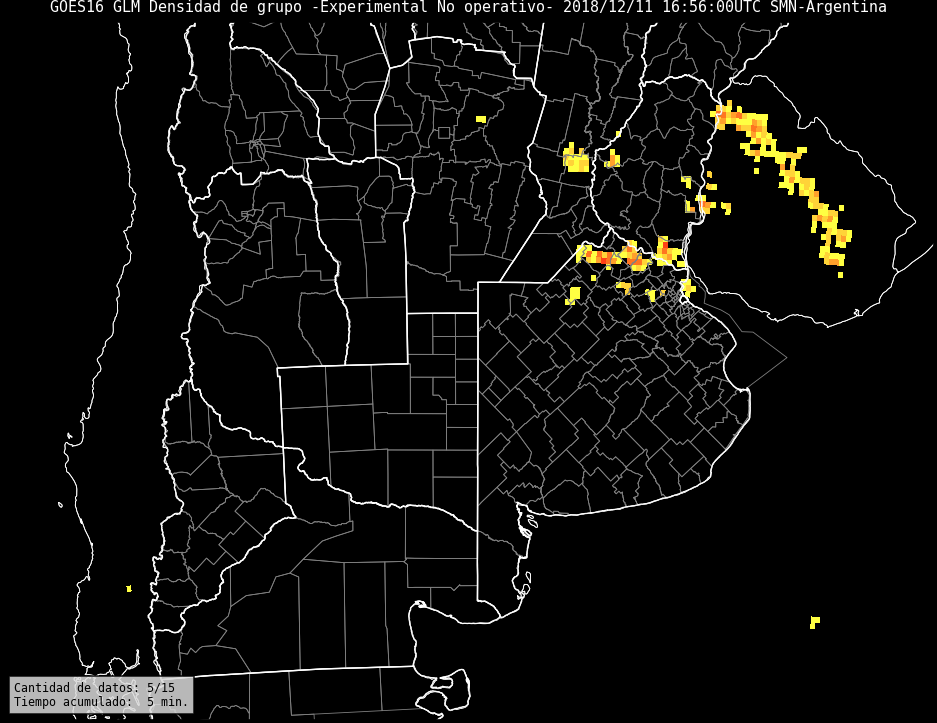 GOES16 GLM Densidad de grupo -Experimental No operativo- 2018/12/11 16:56:00UTC SMN-Argentina
Cantidad de datos: 5/15
Tiempo acumulado:  5 min.